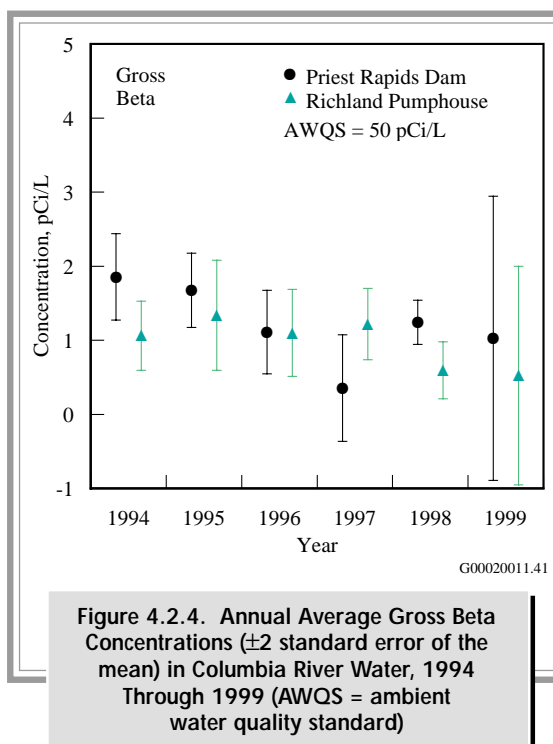 5
4
3
2
1
0
-1
Concentration, pCi/L
Gross
Beta
Priest Rapids Dam
Richland Pumphouse
AWQS = 50 pCi/L
1994 1995 1996 1997 1998 1999
Year
G00020011.41
Figure 4.2.4. Annual Average Gross Beta
Concentrations (±2 standard error of the
mean) in Columbia River Water, 1994
Through 1999 (AWQS = ambient
water quality standard)